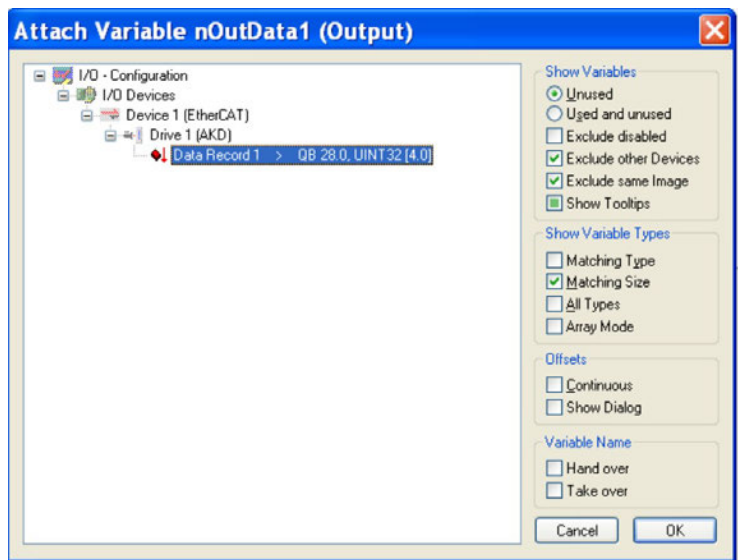 Attach Variable nOutData1 (Output)
I/O - Configuration
I/O Devices
Device 1 (EtherCAT)
Drive 1 (AKD)
Data Record 1 > QB 28.0, UINT32 [4.0]
Show Variables
Unused
Used and unused
Exclude disabled
Exclude other Devices
Exclude same Image
Show Tooltips
Show Variable Types
Matching Type
Matching Size
All Types
Array Mode
Offsets
Continuous
Show Dialog
Variable Name
Hand over
Take over
Cancel
OK